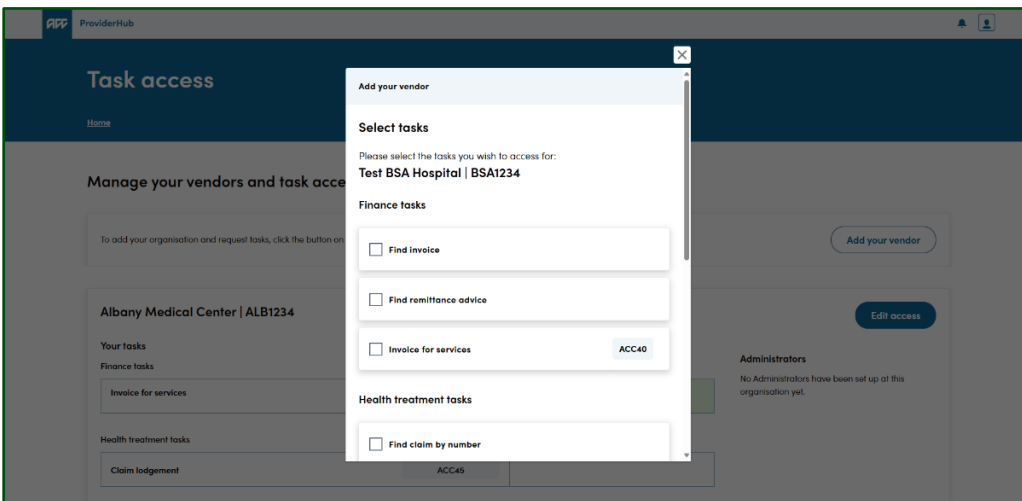 ACC
ProviderHub
Task access
Home
Add your vendor
Select tasks
Please select the tasks you wish to access for:
Test BSA Hospital | BSA1234
Finance tasks
Find invoice
Find remittance advice
Invoice for services
ACC40
Health treatment tasks
Find claim by number
Manage your vendors and task acce
To add your organisation and request tasks, click the button on
Add your vendor
Albany Medical Center | ALB1234
Edit access
Your tasks
Finance tasks
Invoice for services
Administrators
No Administrators have been set up at this
organisation yet.
Health treatment tasks
Claim lodgement
ACC45